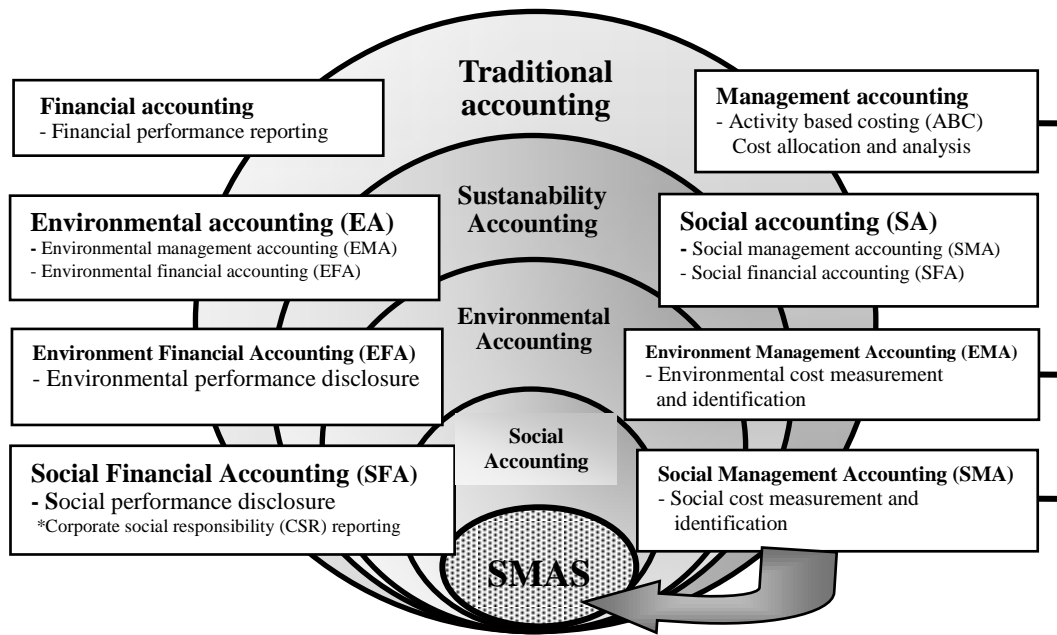 Traditional
accounting
Financial accounting
- Financial performance reporting
Management accounting
- Activity based costing (ABC)
Cost allocation and analysis
Sustanability
Accounting
Environmental accounting (EA)
- Environmental management accounting (EMA)
- Environmental financial accounting (EFA)
Social accounting (SA)
- Social management accounting (SMA)
- Social financial accounting (SFA)
Environmental
Accounting
Environment Financial Accounting (EFA)
- Environmental performance disclosure
Environment Management Accounting (EMA)
- Environmental cost measurement
and identification
Social
Accounting
Social Financial Accounting (SFA)
- Social performance disclosure
*Corporate social responsibility (CSR) reporting
Social Management Accounting (SMA)
- Social cost measurement and
identification
SMAS